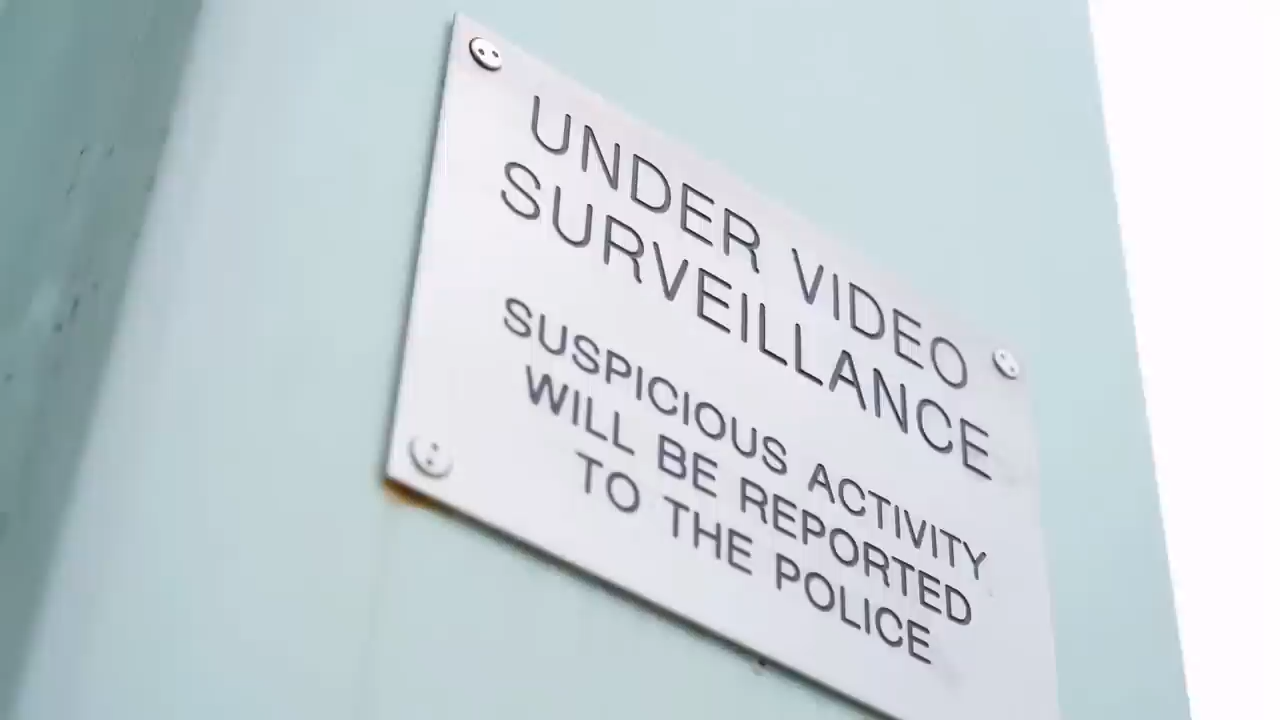 UNDER VIDEO
SURVEILLANCE
SUSPICIOUS ACTIVITY
WILL BE REPORTED
TO THE POLICE